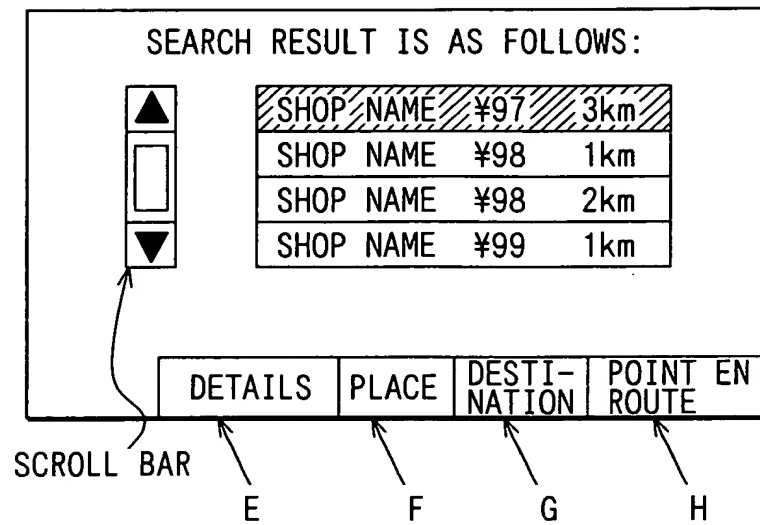 SEARCH RESULT IS AS FOLLOWS:
SHOP NAME ¥97 3km
SHOP NAME ¥98 1km
SHOP NAME ¥98 2km
SHOP NAME ¥99 1km
DETAILS PLACE DESTI- POINT EN
NATION ROUTE
SCROLL BAR
E F G H